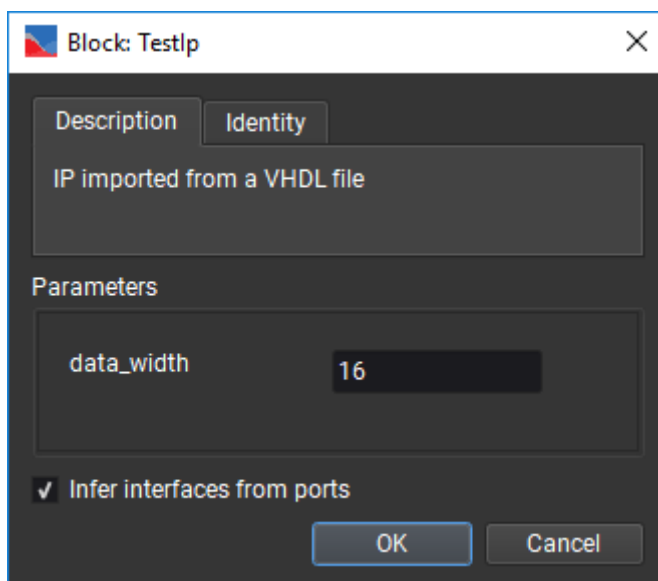 Block: TestIp
Description
Identity
IP imported from a VHDL file
Parameters
data_width
16
Infer interfaces from ports
OK
Cancel